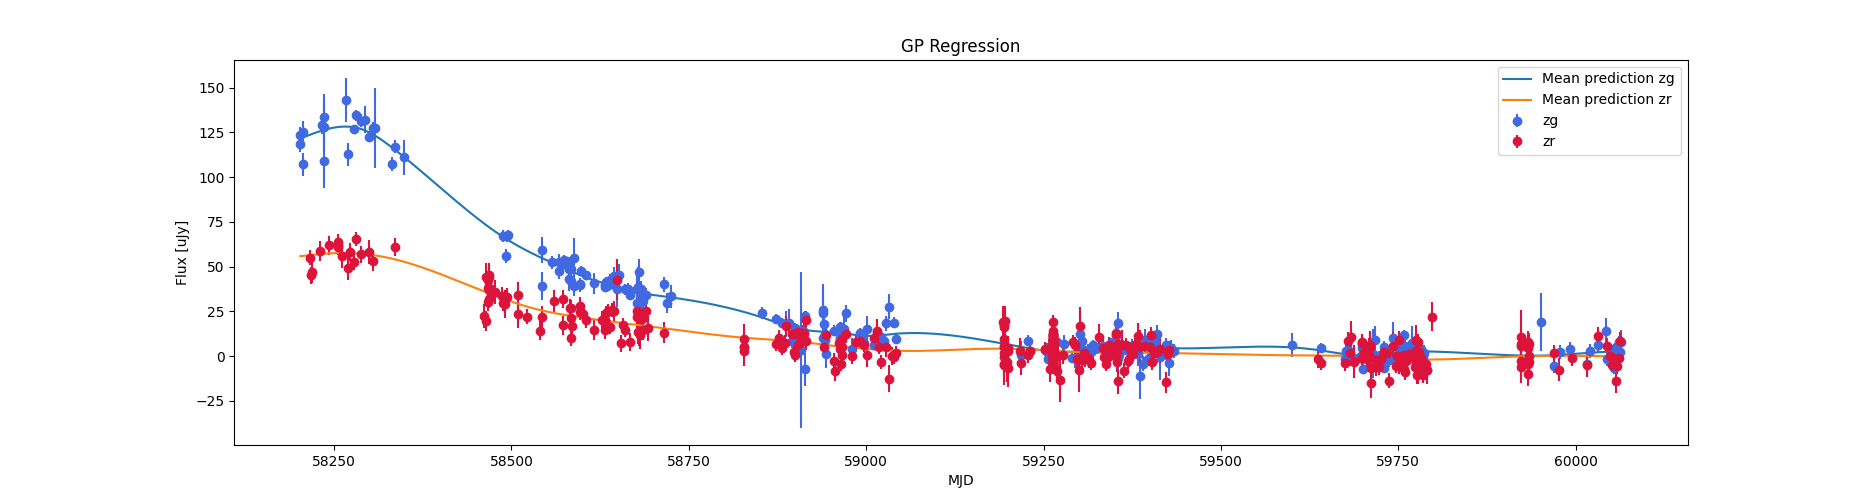 GP Regression
Flux [uJy]
150
125
100
75
50
25
0
−25
Mean prediction zg
Mean prediction zr
zg
zr
58250 58500 58750 59000 59250 59500 59750 60000
MJD